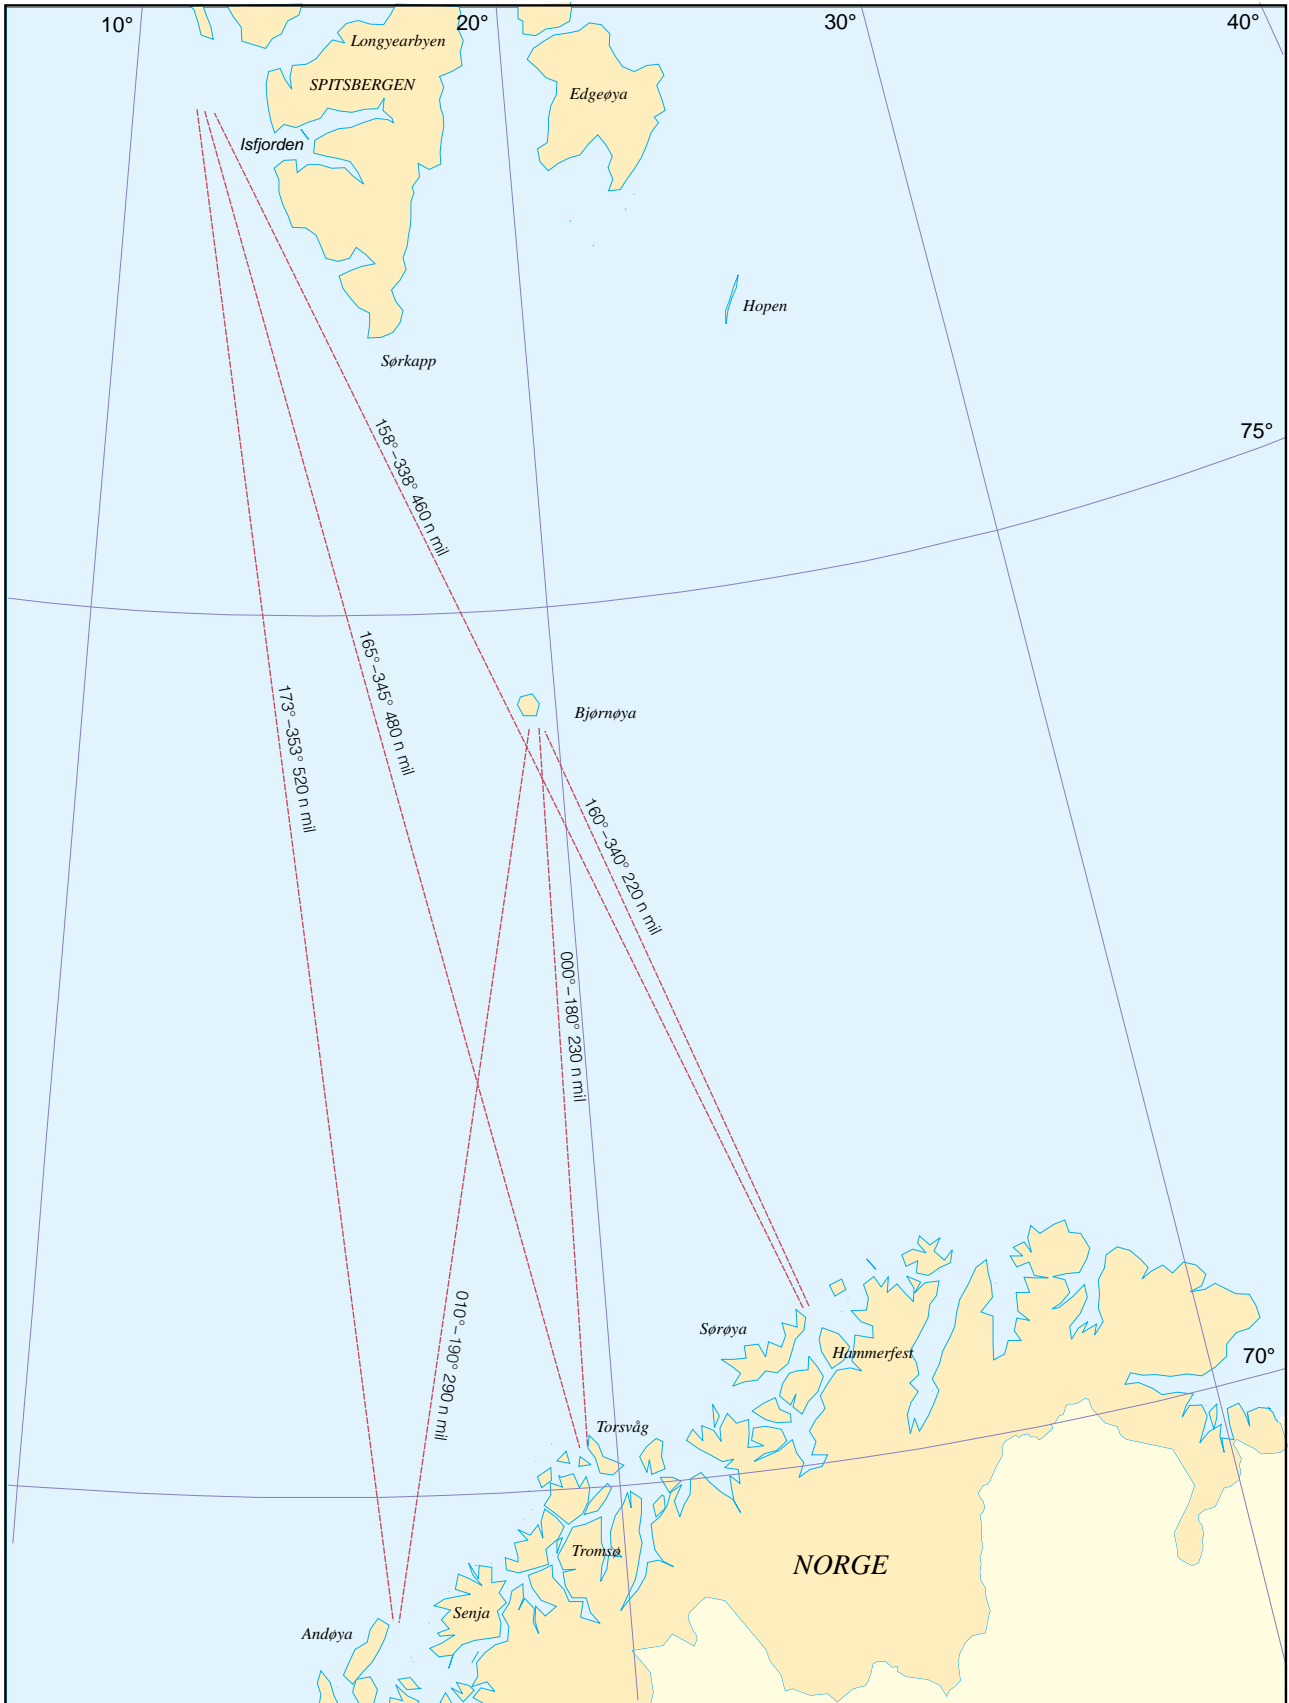 10°
20°
30°
40°
Longyearbyen
SPITSBERGEN
Edgeøya
Isfjorden
Hopen
Sørkapp
75°
158°–338° 460 n mil
165°–345° 480 n mil
173°–353° 520 n mil
Bjørnøya
160°–340° 220 n mil
000°–180° 230 n mil
010°–190° 290 n mil
Sørøya
Hammerfest
70°
Torsvåg
Tromsø
NORGE
Senja
Andøya